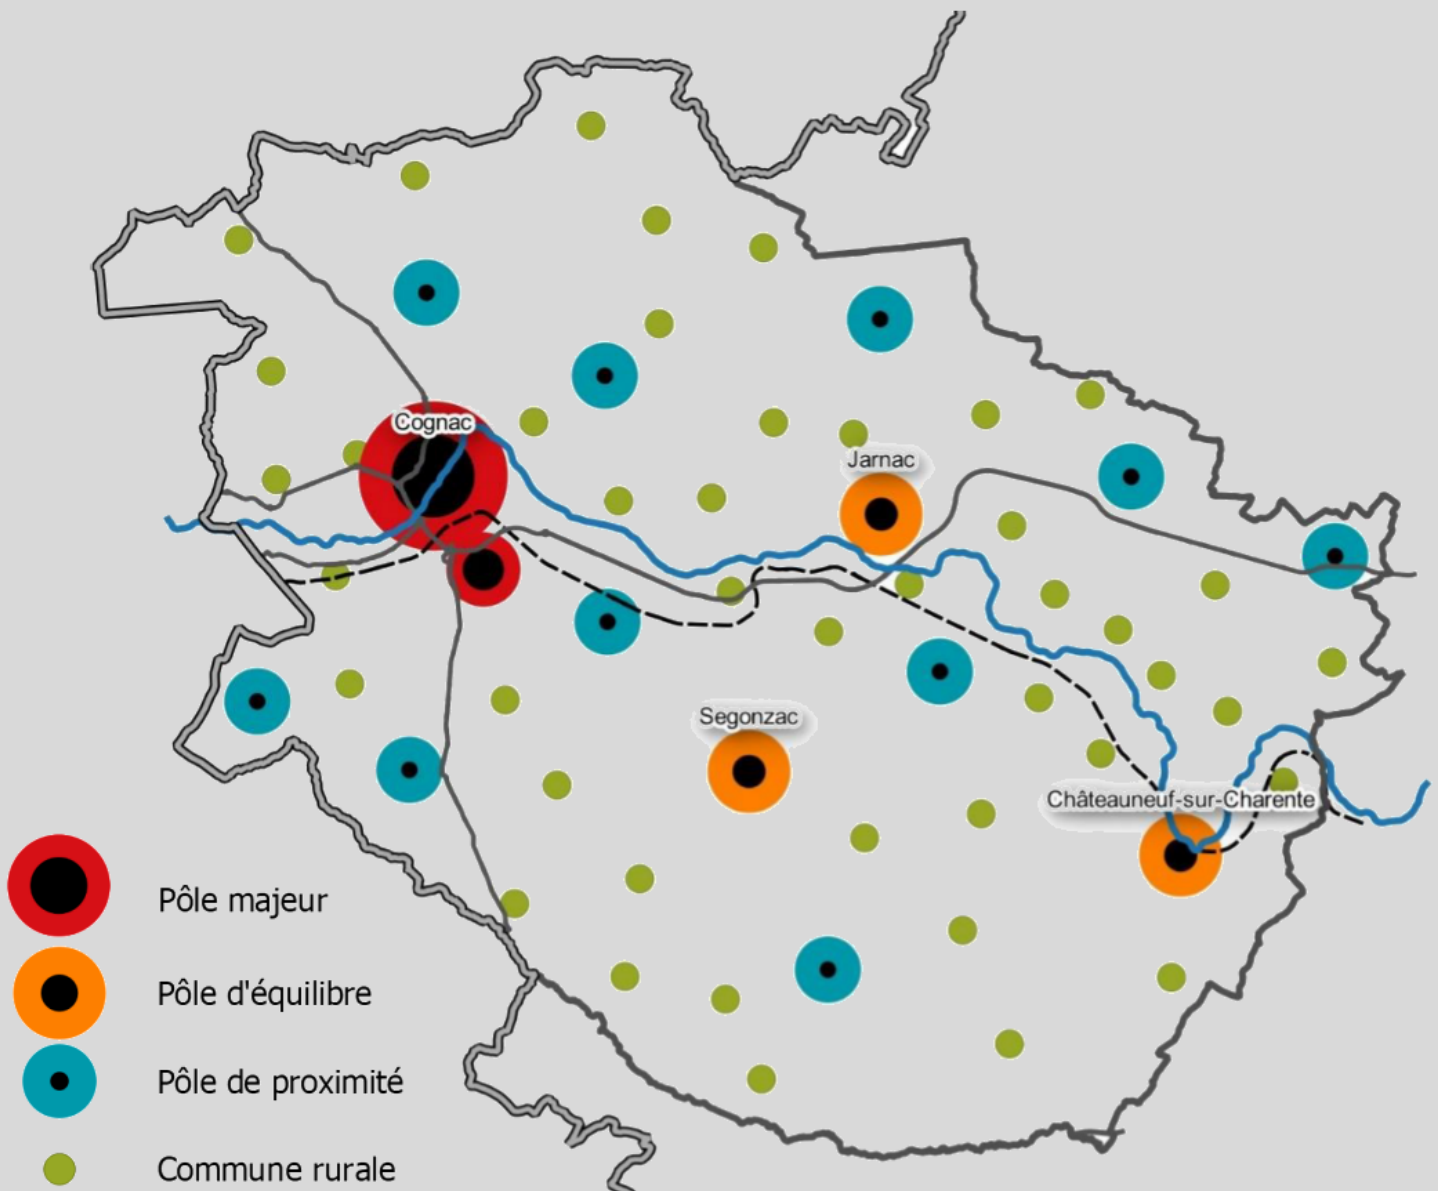 Cognac
Jarnac
Segonzac
Châteauneuf-sur-Charente
Pôle majeur
Pôle d'équilibre
Pôle de proximité
Commune rurale